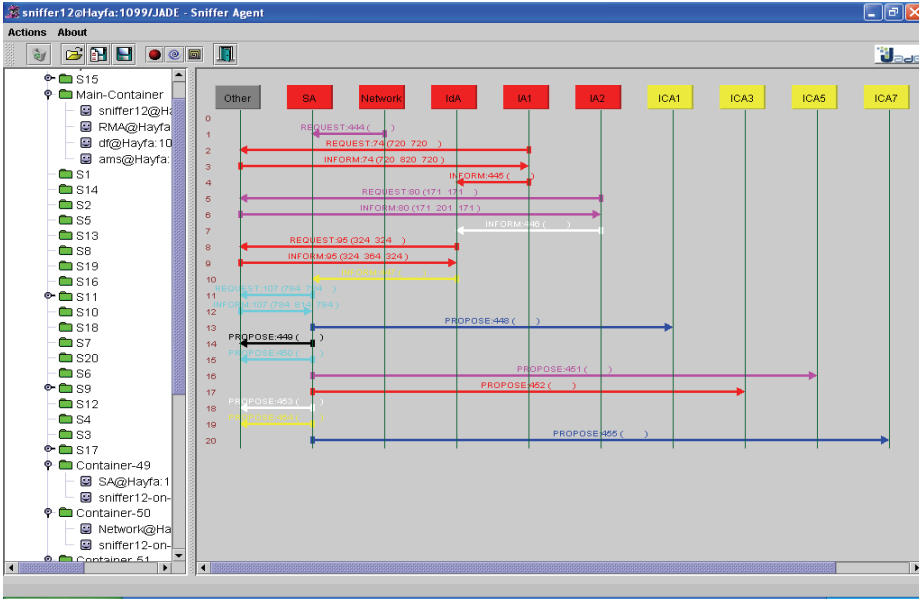 sniffer12@Hayfa:1099/JADE - Sniffer Agent
Actions About
Jade
S15
Main-Container
sniffer12@Ha
RMA@Hayfa
df@Hayfa:10
ams@Hayfa:
S1
S14
S2
S5
S13
S8
S19
S16
S11
S10
S18
S7
S20
S6
S9
S12
S4
S3
S17
Container-49
SA@Hayfa:1
sniffer12-on-
Container-50
Network@Ha
sniffer12-on-
Container-51
Other SA Network IdA IA1 IA2 ICA1 ICA3 ICA5 ICA7
0
1 REQUEST:444 ( )
2 REQUEST:74 (720 720 )
3 INFORM:74 (720 820 720 )
4 INFORM:445 ( )
5 REQUEST:80 (171 171 )
6 INFORM:80 (171 201 171 )
7 INFORM:446 ( )
8 REQUEST:95 (324 324 )
9 INFORM:95 (324 364 324 )
10 ( )
11 REQUEST:107 (784 784 )
12 INFORM:107 (784 814 784 )
13 PROPOSE:448 ( )
14 PROPOSE:449 ( )
15 PROPOSE:450 ( )
16 PROPOSE:451 ( )
17 PROPOSE:452 ( )
18 PROPOSE:453 ( )
19 ( )
20 PROPOSE:455 ( )